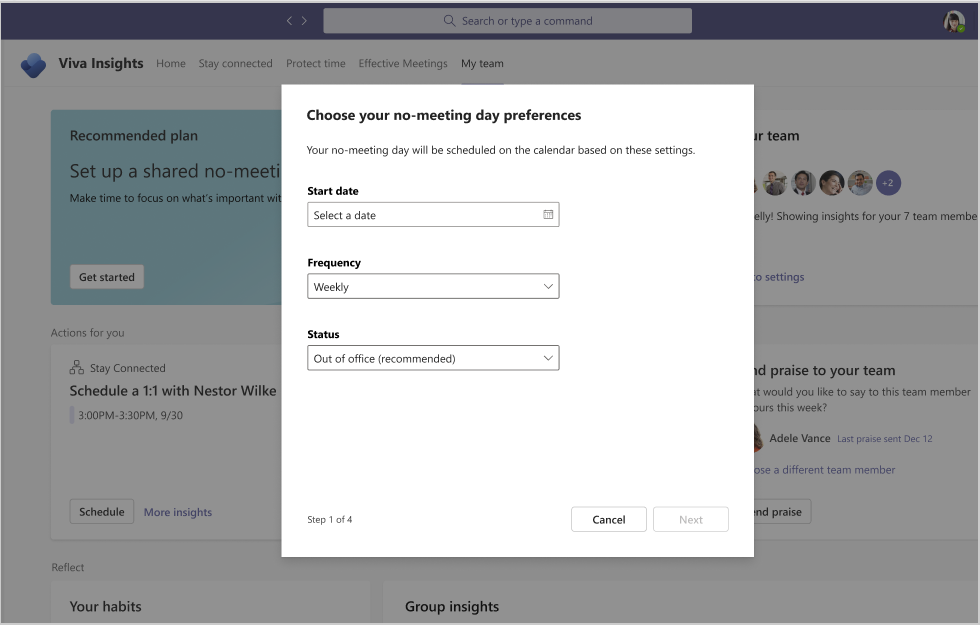 Search or type a command
Viva Insights
Home
Stay connected
Protect time
Effective Meetings
My team
Recommended plan
Set up a shared no-meeti
Make time to focus on what's important wit
Get started
Choose your no-meeting day preferences
Your no-meeting day will be scheduled on the calendar based on these settings.
Start date
Select a date
Frequency
Weekly
Status
Out of office (recommended)
Step 1 of 4
Cancel
Next
ur team
+2
elly! Showing insights for your 7 team membe
to settings
Actions for you
Stay Connected
Schedule a 1:1 with Nestor Wilke
3:00PM-3:30PM, 9/30
Schedule
More insights
nd praise to your team
at would you like to say to this team member
ours this week?
Adele Vance
Last praise sent Dec 12
ose a different team member
nd praise
Reflect
Your habits
Group insights